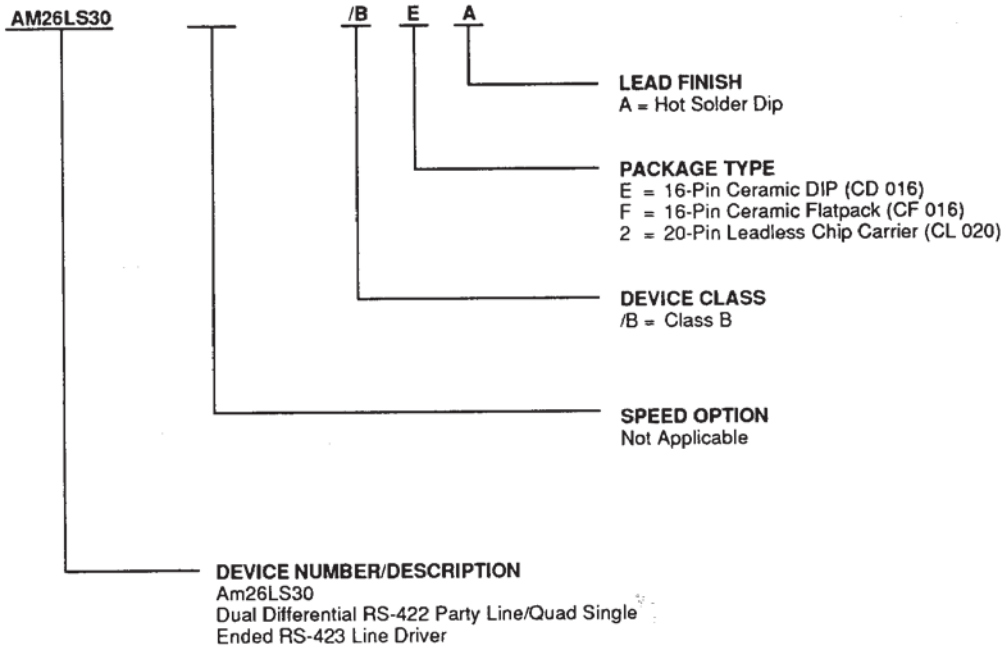 AM26LS30 /B E A
LEAD FINISH
A = Hot Solder Dip
PACKAGE TYPE
E = 16-Pin Ceramic DIP (CD 016)
F = 16-Pin Ceramic Flatpack (CF 016)
2 = 20-Pin Leadless Chip Carrier (CL 020)
DEVICE CLASS
/B = Class B
SPEED OPTION
Not Applicable
DEVICE NUMBER/DESCRIPTION
Am26LS30
Dual Differential RS-422 Party Line/Quad Single
Ended RS-423 Line Driver